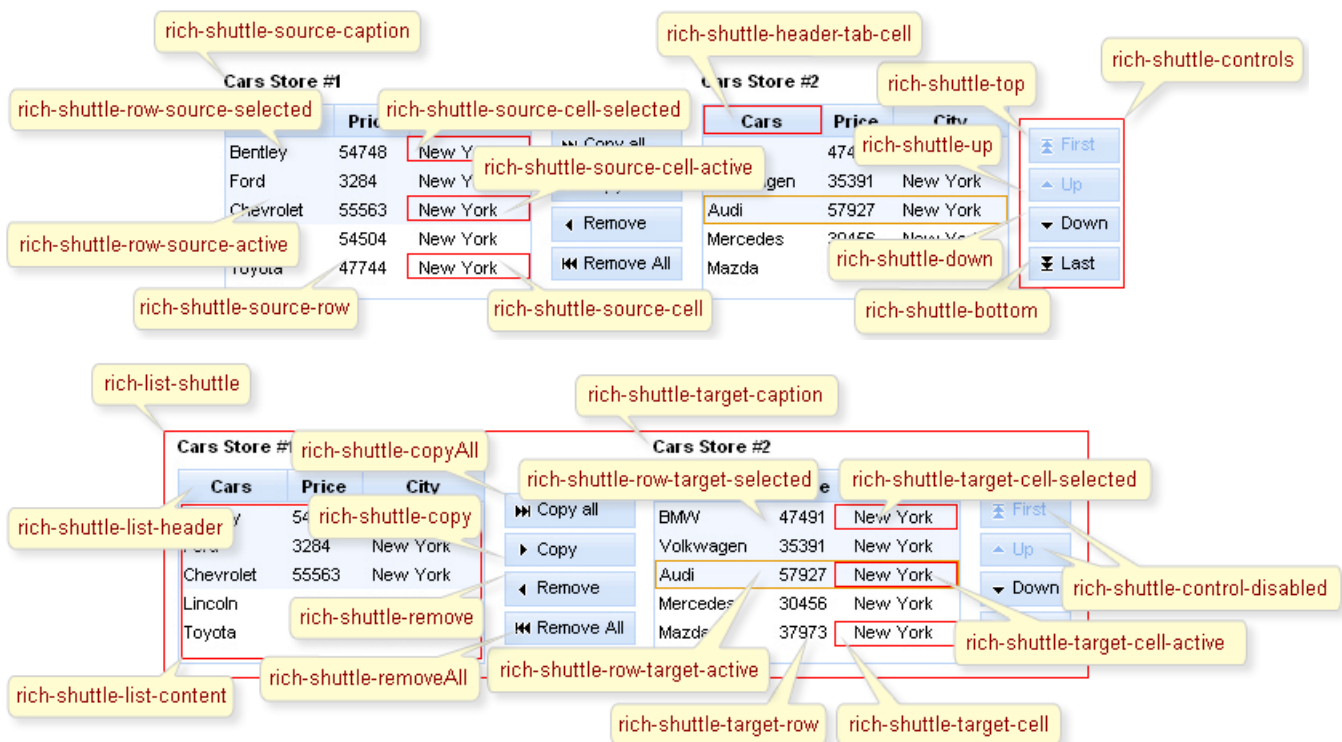 rich-shuttle-source-caption
rich-shuttle-header-tab-cell
rich-shuttle-controls
Cars Store #1
Cars Store #2
rich-shuttle-top
rich-shuttle-row-source-selected
rich-shuttle-source-cell-selected
Cars Price City
Copy all
First
Bentley 54748
rich-shuttle-up
rich-shuttle-source-cell-active
Ford 3284
35391 New York
Up
Chevrolet 55563 New York
Audi 57927 New York
Remove
Down
rich-shuttle-row-source-active
54504 New York
Mercedes
rich-shuttle-down
Toyota 47744 New York
Remove All
Mazda
Last
rich-shuttle-source-row
rich-shuttle-source-cell
rich-shuttle-bottom
rich-list-shuttle
rich-shuttle-target-caption
Cars Store #1
Cars Store #2
rich-shuttle-copyAll
rich-shuttle-row-target-selected
rich-shuttle-target-cell-selected
Cars Price City
rich-shuttle-list-header
rich-shuttle-copy
Copy all
BMW 47491 New York
First
3284 New York
Copy
Volkwagen 35391 New York
Up
Chevrolet 55563 New York
Remove
Audi 57927 New York
Down
rich-shuttle-control-disabled
Lincoln
rich-shuttle-remove
Mercedes 30456 New York
Toyota
Remove All
Mazda 37973 New York
rich-shuttle-target-cell-active
rich-shuttle-row-target-active
rich-shuttle-removeAll
rich-shuttle-list-content
rich-shuttle-target-row
rich-shuttle-target-cell